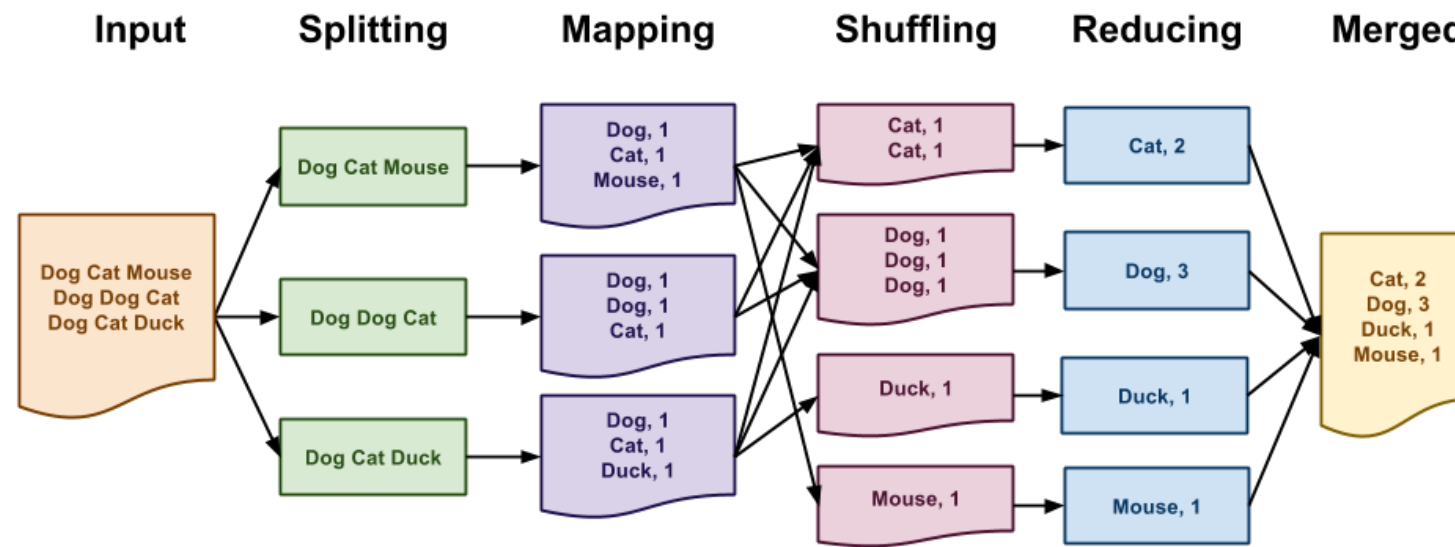 Input
Splitting
Mapping
Shuffling
Reducing
Merged
Dog Cat Mouse
Dog Dog Cat
Dog Cat Duck
Dog Cat Mouse
Dog Dog Cat
Dog Cat Duck
Dog, 1
Cat, 1
Mouse, 1
Dog, 1
Dog, 1
Cat, 1
Dog, 1
Cat, 1
Duck, 1
Cat, 1
Cat, 1
Dog, 1
Dog, 1
Dog, 1
Duck, 1
Mouse, 1
Cat, 2
Dog, 3
Duck, 1
Mouse, 1
Cat, 2
Dog, 3
Duck, 1
Mouse, 1